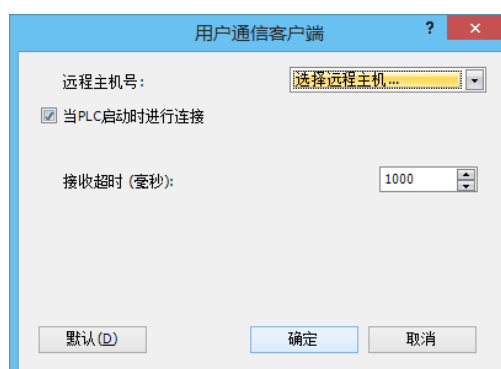 用户通信客户端
远程主机号:
选择远程主机...
当PLC启动时进行连接
接收超时 (毫秒):
1000
默认(D)
确定
取消